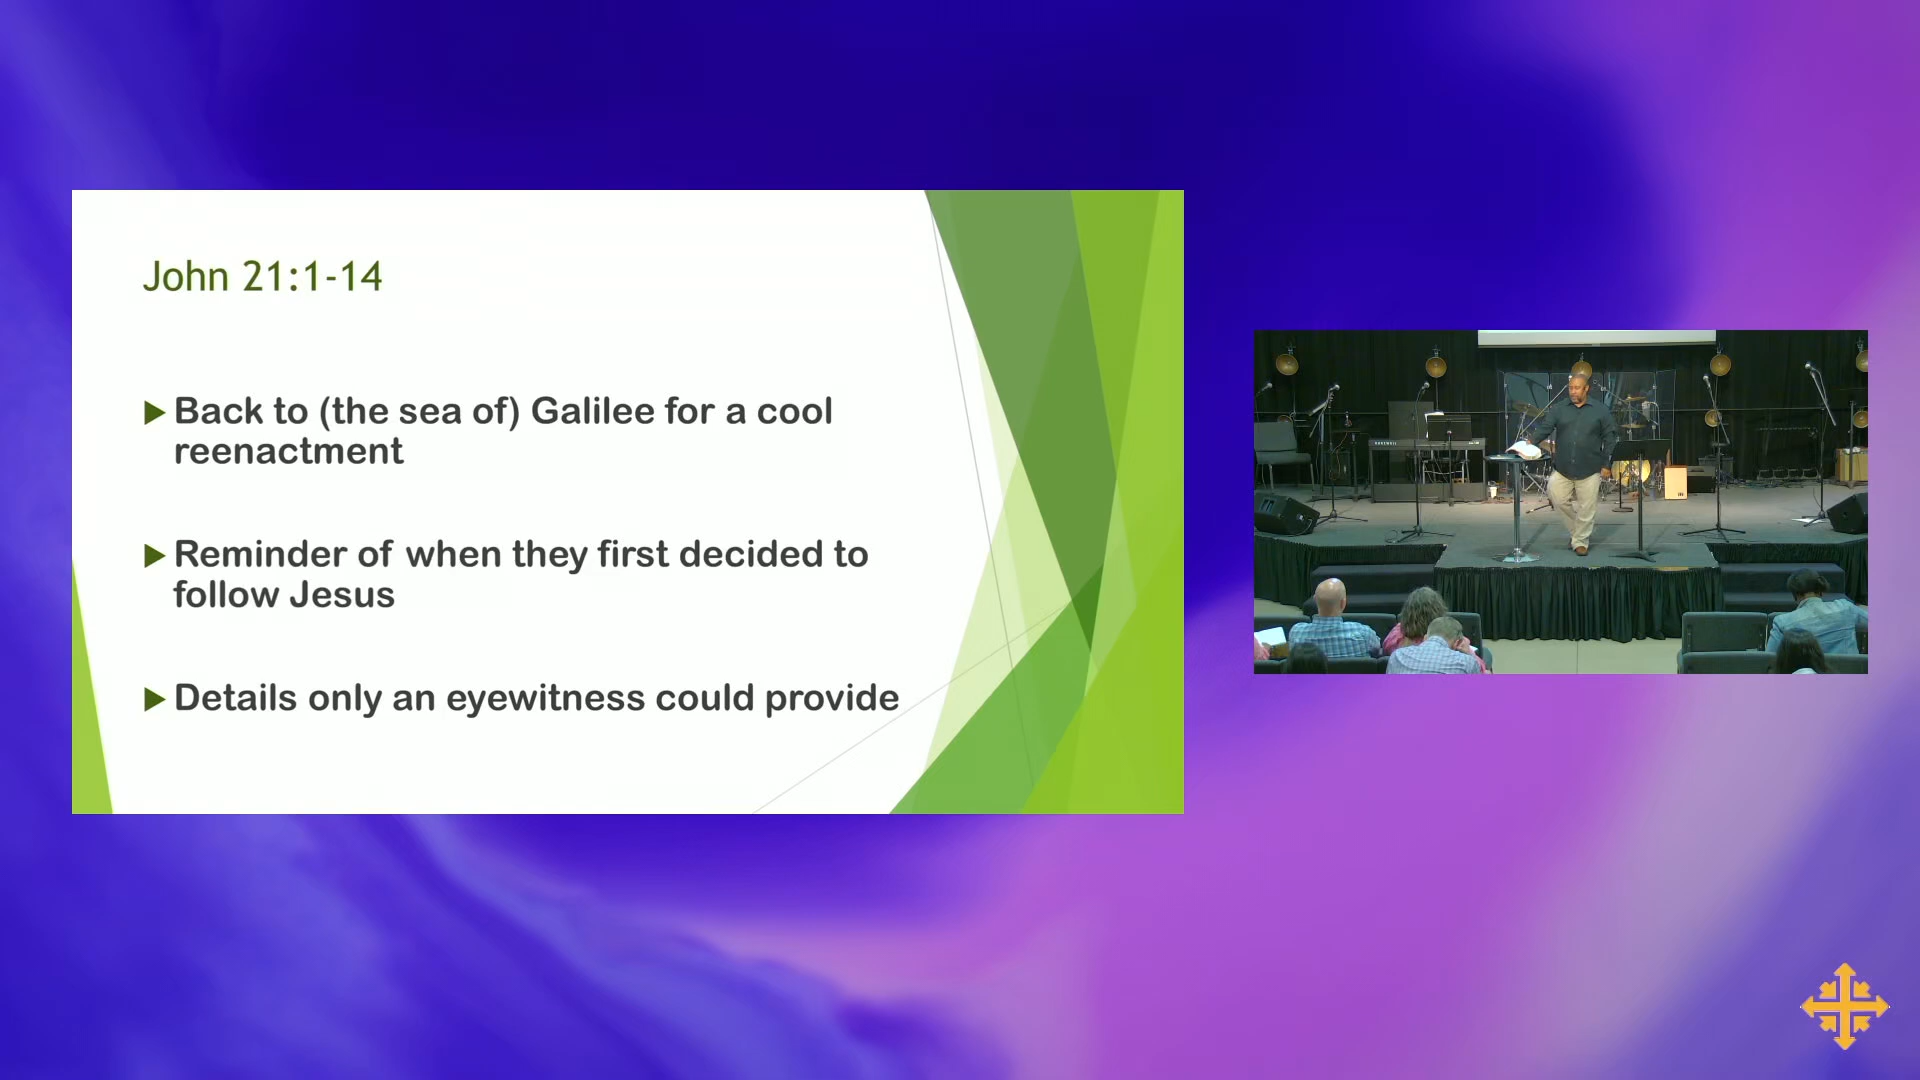 John 21:1-14
Back to (the sea of) Galilee for a cool
reenactment
Reminder of when they first decided to
follow Jesus
Details only an eyewitness could provide